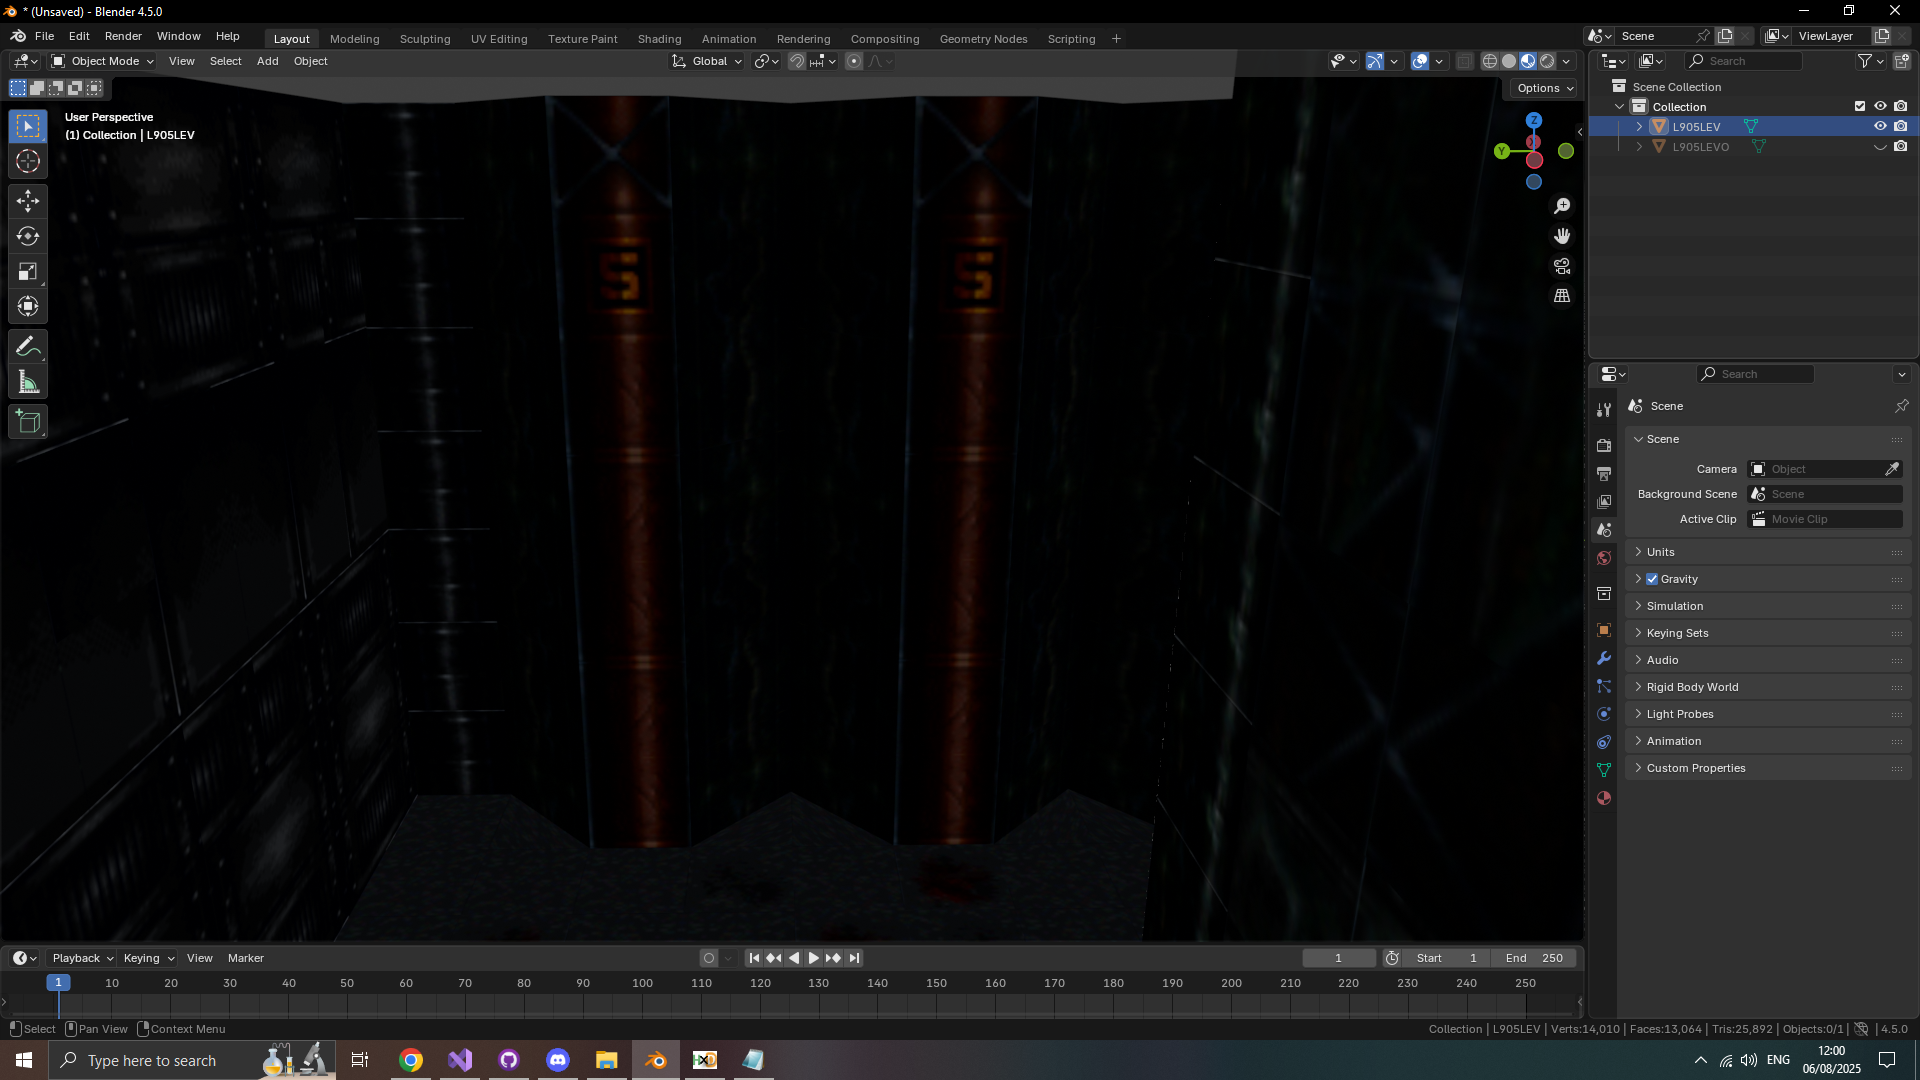 * (Unsaved) - Blender 4.5.0
File Edit Render Window Help
Layout Modeling Sculpting UV Editing Texture Paint Shading Animation Rendering Compositing Geometry Nodes Scripting +
Scene
ViewLayer
Object Mode View Select Add Object
Global
Search
Options
User Perspective
(1) Collection | L905LEV
Z
Y
S
S
Scene Collection
Collection
L905LEV
L905LEVO
Search
Scene
Scene
Camera Object
Background Scene Scene
Active Clip Movie Clip
Units
Gravity
Simulation
Keying Sets
Audio
Rigid Body World
Light Probes
Animation
Custom Properties
Playback Keying View Marker
1
Start 1
End 250
1 10 20 30 40 50 60 70 80 90 100 110 120 130 140 150 160 170 180 190 200 210 220 230 240 250
Select Pan View Context Menu
Collection | L905LEV | Verts:14,010 | Faces:13,064 | Tris:25,892 | Objects:0/1 | 4.5.0
Type here to search
ENG
12:00
06/08/2025